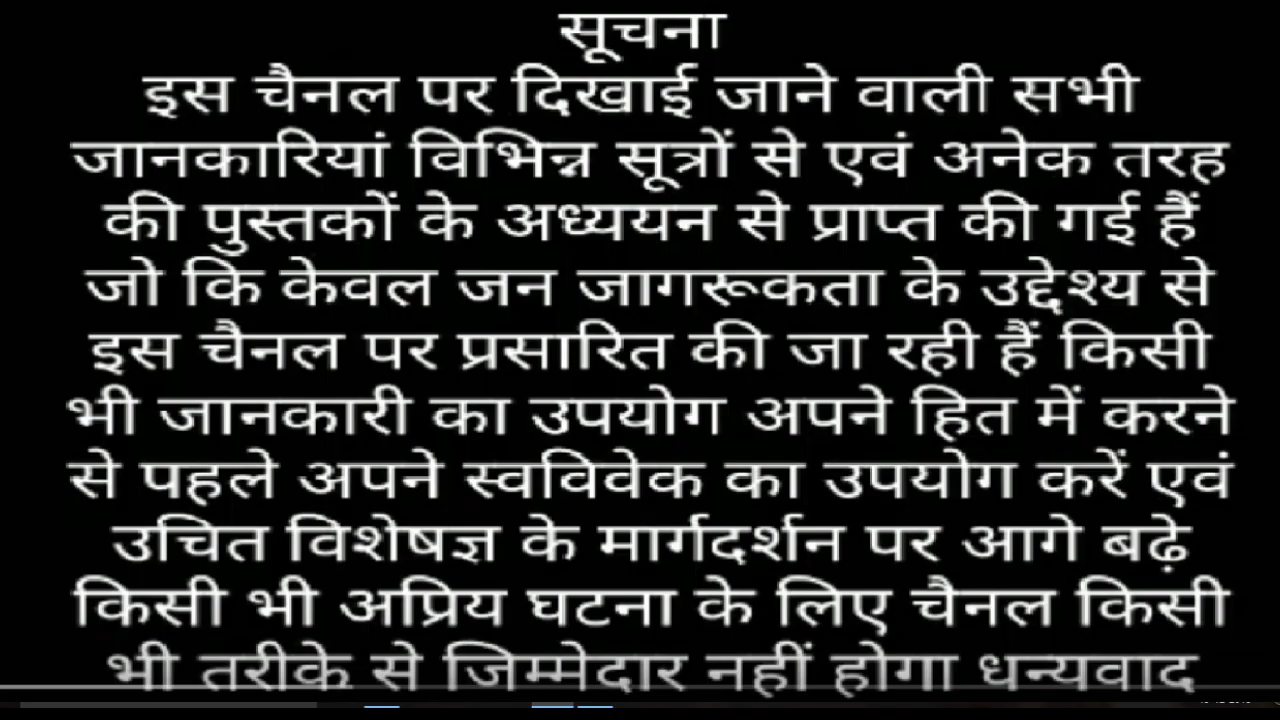 सूचना
इस चैनल पर दिखाई जाने वाली सभी
जानकारियां विभिन्न सूत्रों से एवं अनेक तरह
की पुस्तकों के अध्ययन से प्राप्त की गई हैं
जो कि केवल जन जागरूकता के उद्देश्य से
इस चैनल पर प्रसारित की जा रही हैं किसी
भी जानकारी का उपयोग अपने हित में करने
से पहले अपने स्वविवेक का उपयोग करें एवं
उचित विशेषज्ञ के मार्गदर्शन पर आगे बढ़े
किसी भी अप्रिय घटना के लिए चैनल किसी
भी तरीके से जिम्मेदार नहीं होगा धन्यवाद